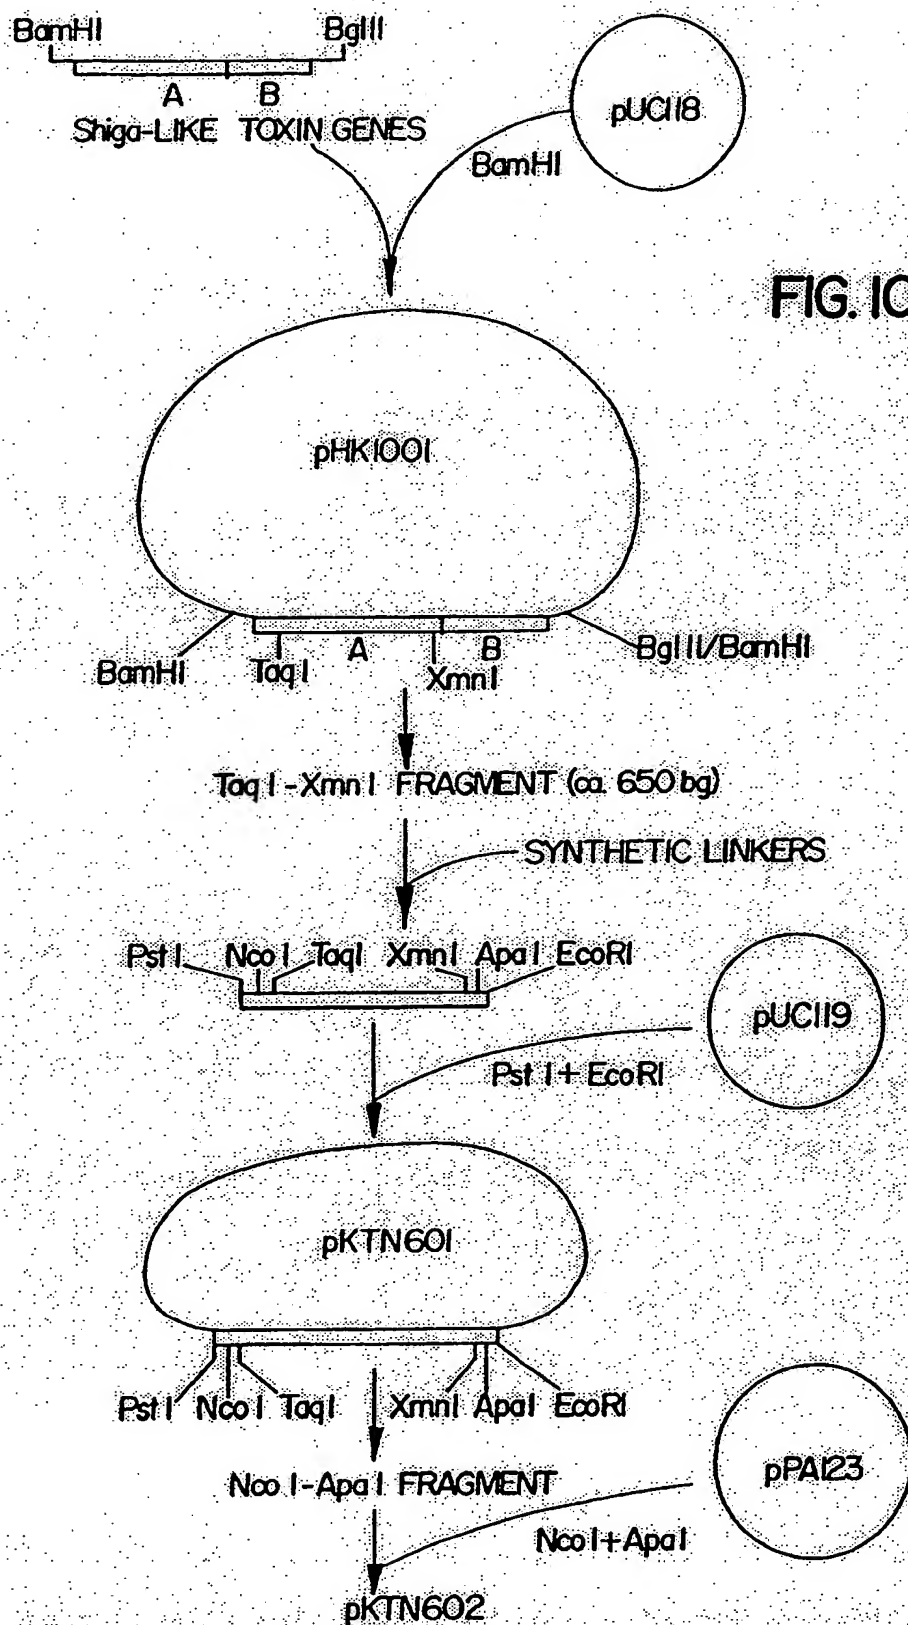 BamHI BglII
A B
Shiga-LIKE TOXIN GENES
pUC118
BamHI
FIG. 10
pHK1001
BamHI TaqI A XmnI B BglII/BamHI
TaqI-XmnI FRAGMENT (ca. 650 bg)
SYNTHETIC LINKERS
PstI NcoI TaqI XmnI ApaI EcoRI
pUC119
PstI+EcoRI
pKTN601
PstI NcoI TaqI XmnI ApaI EcoRI
NcoI-ApaI FRAGMENT
pPA123
NcoI+ApaI
pKTN602